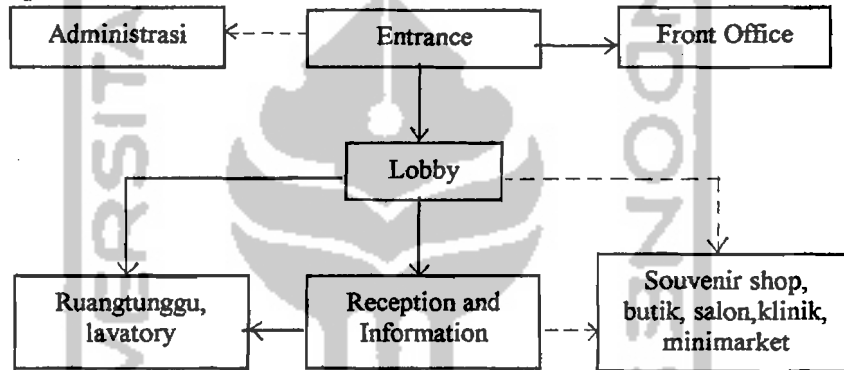 Administrasi
Entrance
Front Office
Lobby
Ruangtunggu,
lavatory
Reception and
Information
Souvenir shop,
butik, salon,klinik,
minimarket